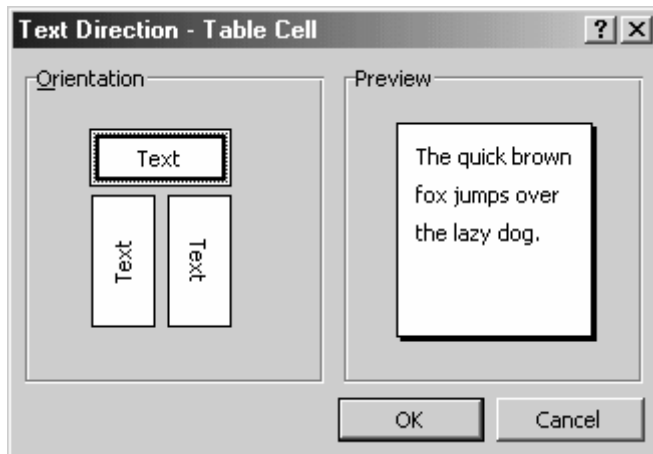 Text Direction - Table Cell
? ×
Orientation
Text
Text
Text
Preview
The quick brown
fox jumps over
the lazy dog.
OK
Cancel